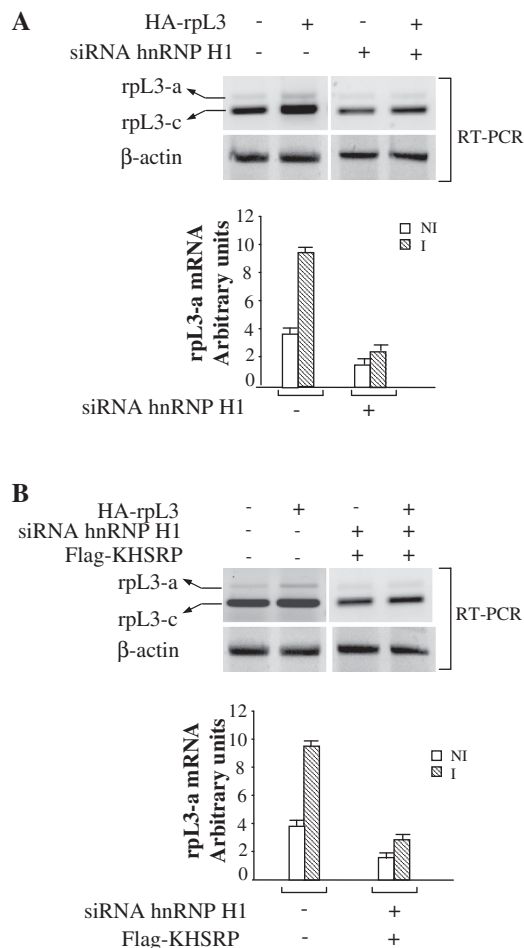 A
HA-rpL3 - + - +
siRNA hnRNP H1 - - + +
rpL3-a
rpL3-c
β-actin
RT-PCR
rpL3-a mRNA
Arbitrary units
12
10
8
6
4
2
0
NI
I
siRNA hnRNP H1 - +
B
HA-rpL3 - + - +
siRNA hnRNP H1 - - + +
Flag-KHSRP - - + +
rpL3-a
rpL3-c
β-actin
RT-PCR
rpL3-a mRNA
Arbitrary units
12
10
8
6
4
2
0
NI
I
siRNA hnRNP H1 - +
Flag-KHSRP - +